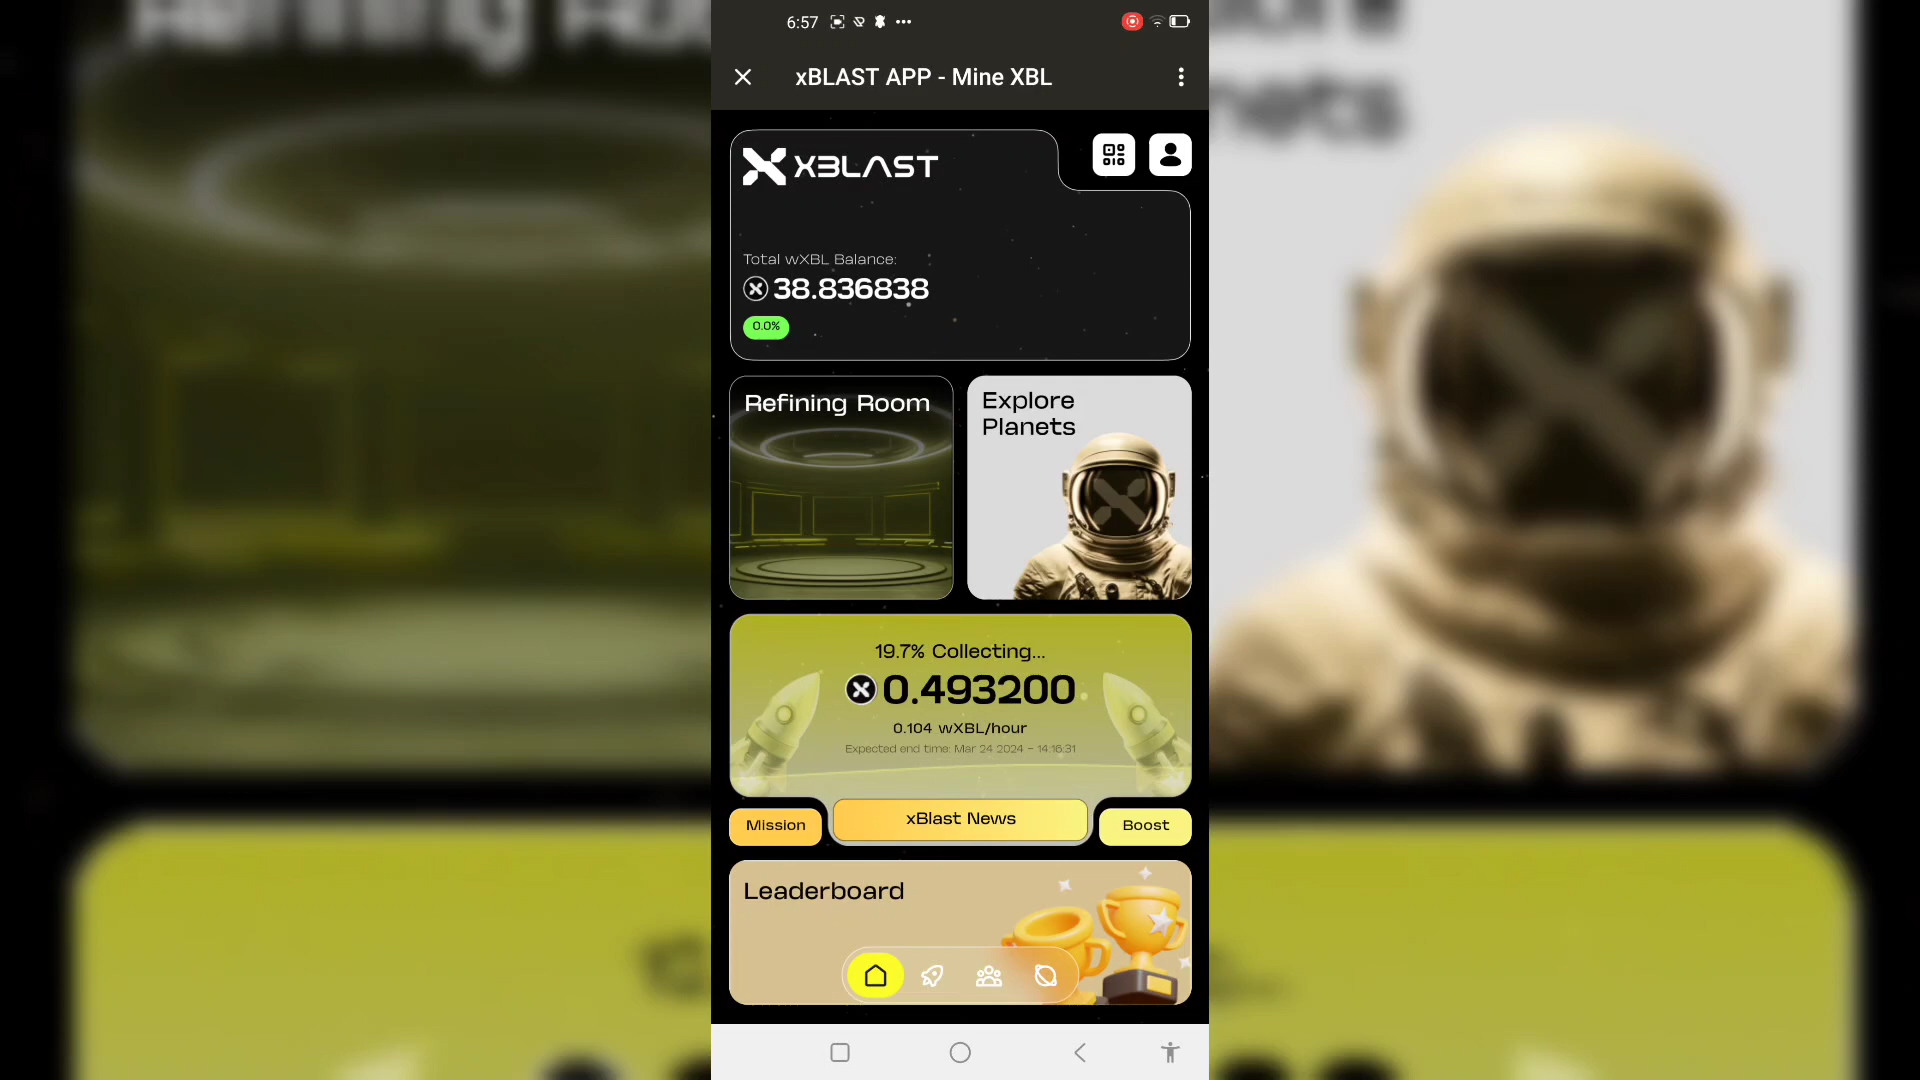 6:57
xBLAST APP - Mine XBL
XBLAST
Total wXBL Balance:
38.836838
0.0%
Refining Room
Explore
Planets
19.7% Collecting...
0.493200
0.104 wXBL/hour
Expected end time: Mar 24 2024 - 14:16:31
Mission
xBlast News
Boost
Leaderboard